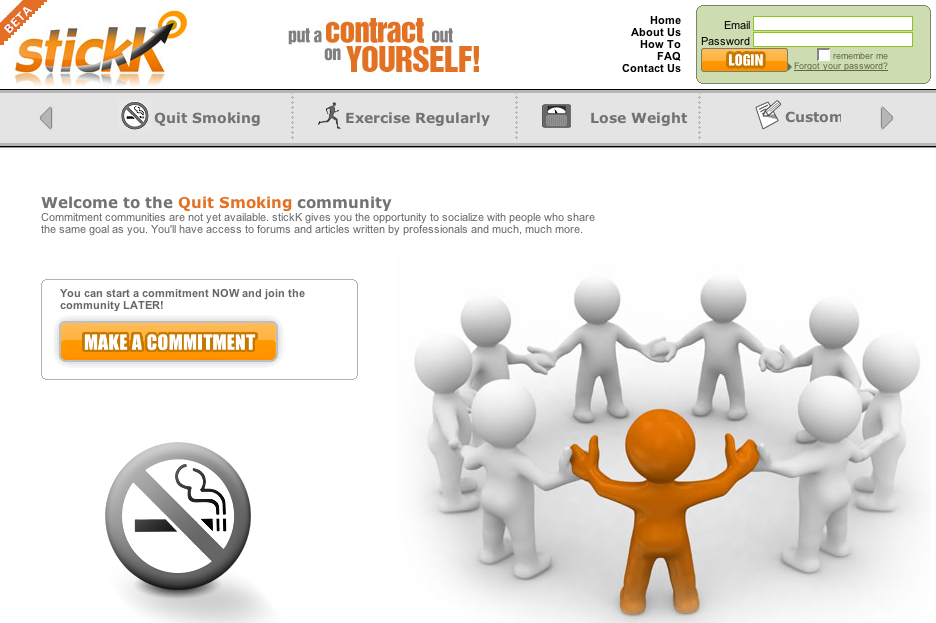 BETA
stickK
put a contract out
on YOURSELF!
Home
About Us
How To
FAQ
Contact Us
Email
Password
LOGIN
remember me
Forgot your password?
Quit Smoking
Exercise Regularly
Lose Weight
Custom
Welcome to the Quit Smoking community
Commitment communities are not yet available. stickK gives you the opportunity to socialize with people who share
the same goal as you. You'll have access to forums and articles written by professionals and much, much more.
You can start a commitment NOW and join the
community LATER!
MAKE A COMMITMENT